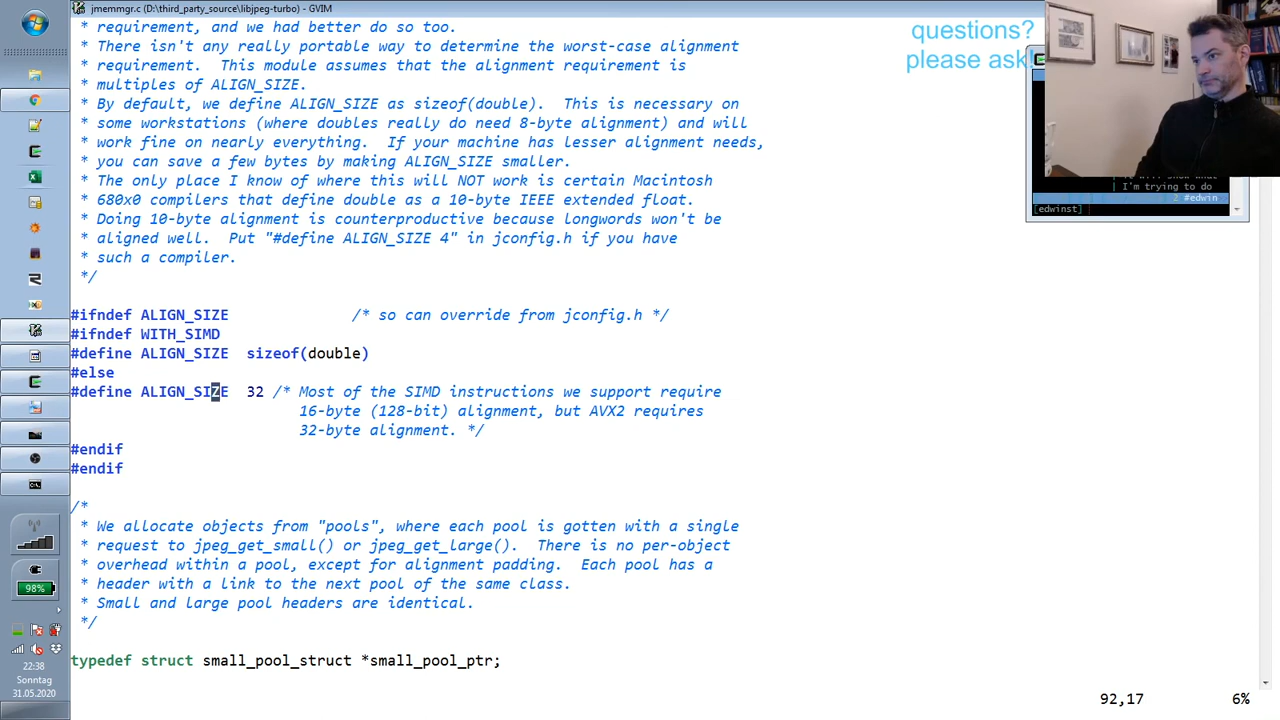 jmemmgr.c (D:\third_party_source\libjpeg-turbo) - GVIM
* requirement, and we had better do so too.
* There isn't any really portable way to determine the worst-case alignment
* requirement.  This module assumes that the alignment requirement is
* multiples of ALIGN_SIZE.
* By default, we define ALIGN_SIZE as sizeof(double).  This is necessary on
* some workstations (where doubles really do need 8-byte alignment) and will
* work fine on nearly everything.  If your machine has lesser alignment needs,
* you can save a few bytes by making ALIGN_SIZE smaller.
* The only place I know of where this will NOT work is certain Macintosh
* 680x0 compilers that define double as a 10-byte IEEE extended float.
* Doing 10-byte alignment is counterproductive because longwords won't be
* aligned well.  Put "#define ALIGN_SIZE 4" in jconfig.h if you have
* such a compiler.
*/
#ifndef ALIGN_SIZE              /* so can override from jconfig.h */
#ifndef WITH_SIMD
#define ALIGN_SIZE  sizeof(double)
#else
#define ALIGN_SIZE  32 /* Most of the SIMD instructions we support require
16-byte (128-bit) alignment, but AVX2 requires
32-byte alignment. */
#endif
#endif
/*
* We allocate objects from "pools", where each pool is gotten with a single
* request to jpeg_get_small() or jpeg_get_large().  There is no per-object
* overhead within a pool, except for alignment padding.  Each pool has a
* header with a link to the next pool of the same class.
* Small and large pool headers are identical.
*/
typedef struct small_pool_struct *small_pool_ptr;
92,17 6%
questions?
please ask!
I'm trying to do
2 #edwin
[edwinst]
98%
22:38
Sonntag
31.05.2020